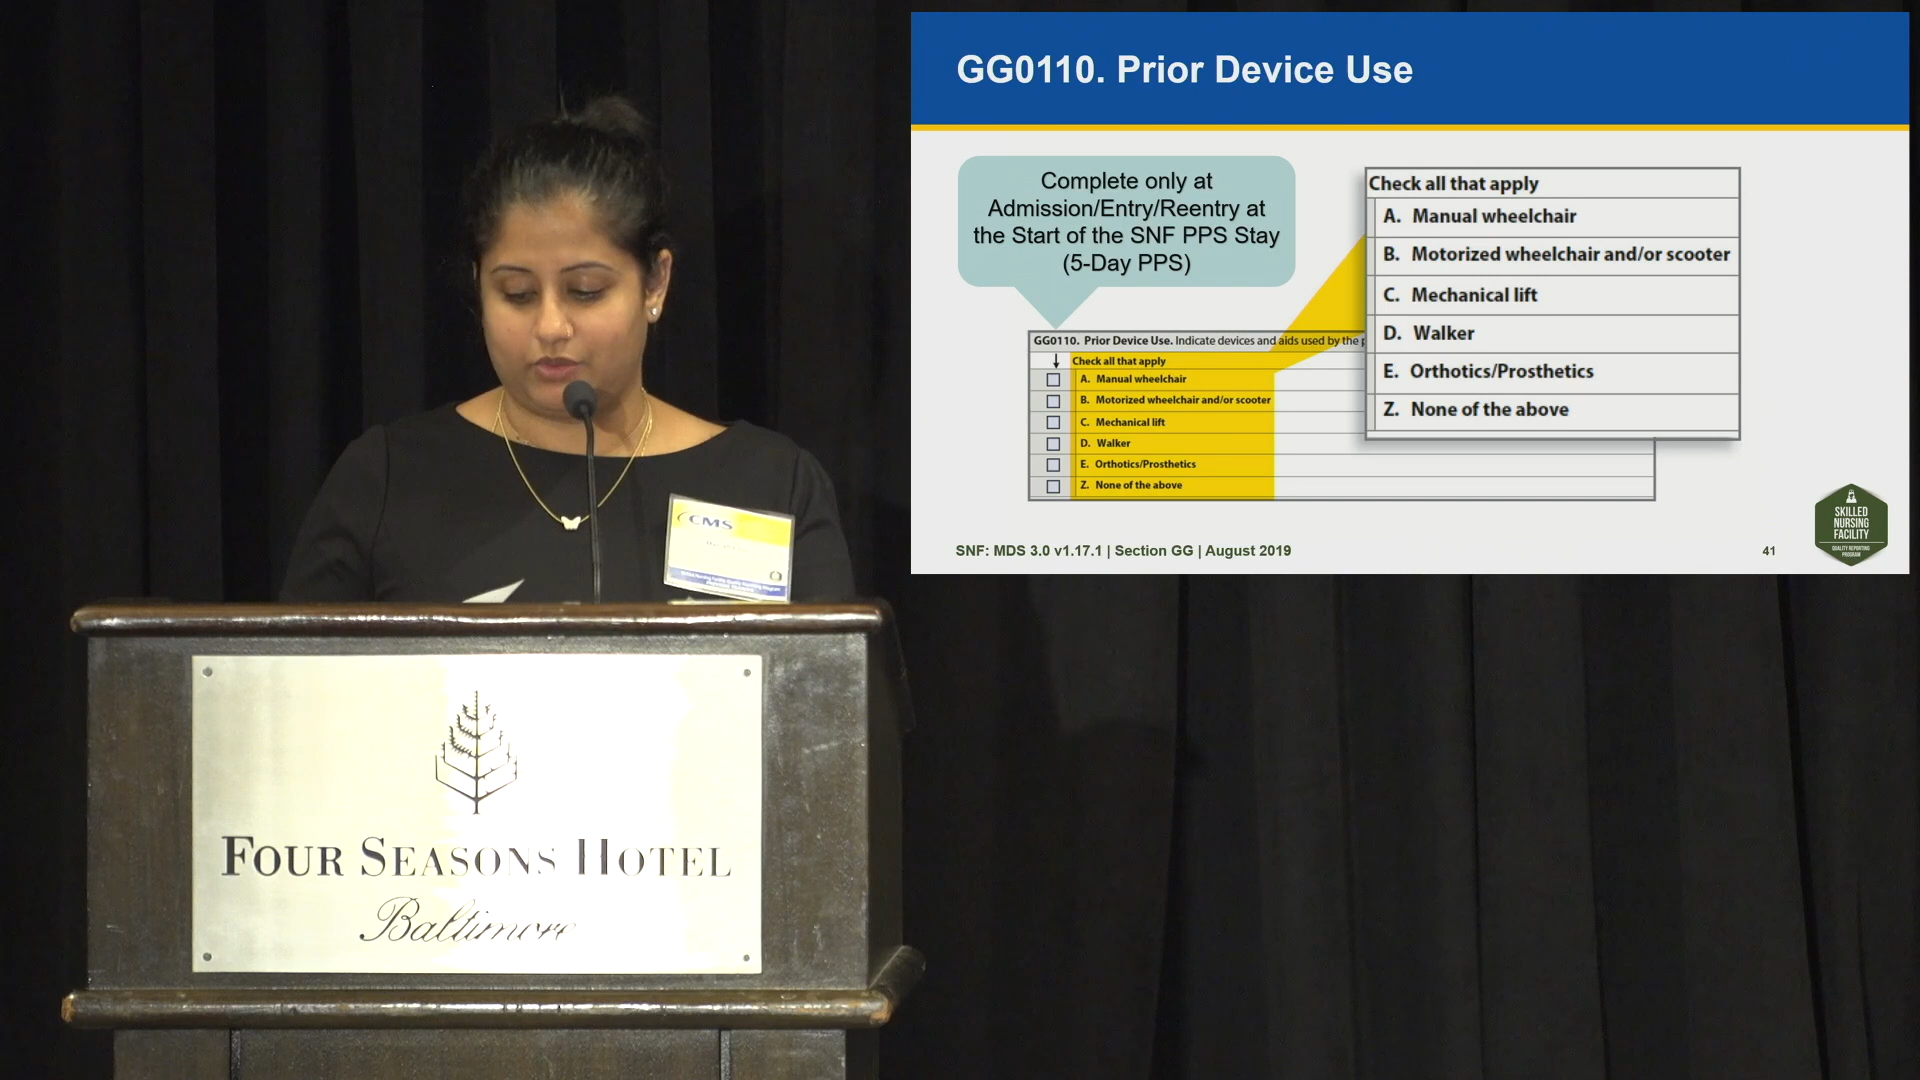 GG0110. Prior Device Use
Complete only at
Admission/Entry/Reentry at
the Start of the SNF PPS Stay
(5-Day PPS)
Check all that apply
A. Manual wheelchair
B. Motorized wheelchair and/or scooter
C. Mechanical lift
D. Walker
E. Orthotics/Prosthetics
Z. None of the above
GG0110. Prior Device Use. Indicate devices and aids used by the
Check all that apply
A. Manual wheelchair
B. Motorized wheelchair and/or scooter
C. Mechanical lift
D. Walker
E. Orthotics/Prosthetics
Z. None of the above
SNF: MDS 3.0 v1.17.1 | Section GG | August 2019
41
SKILLED
NURSING
FACILITY
QUALITY REPORTING
PROGRAM
CMS
FOUR SEASONS HOTEL
Baltimore